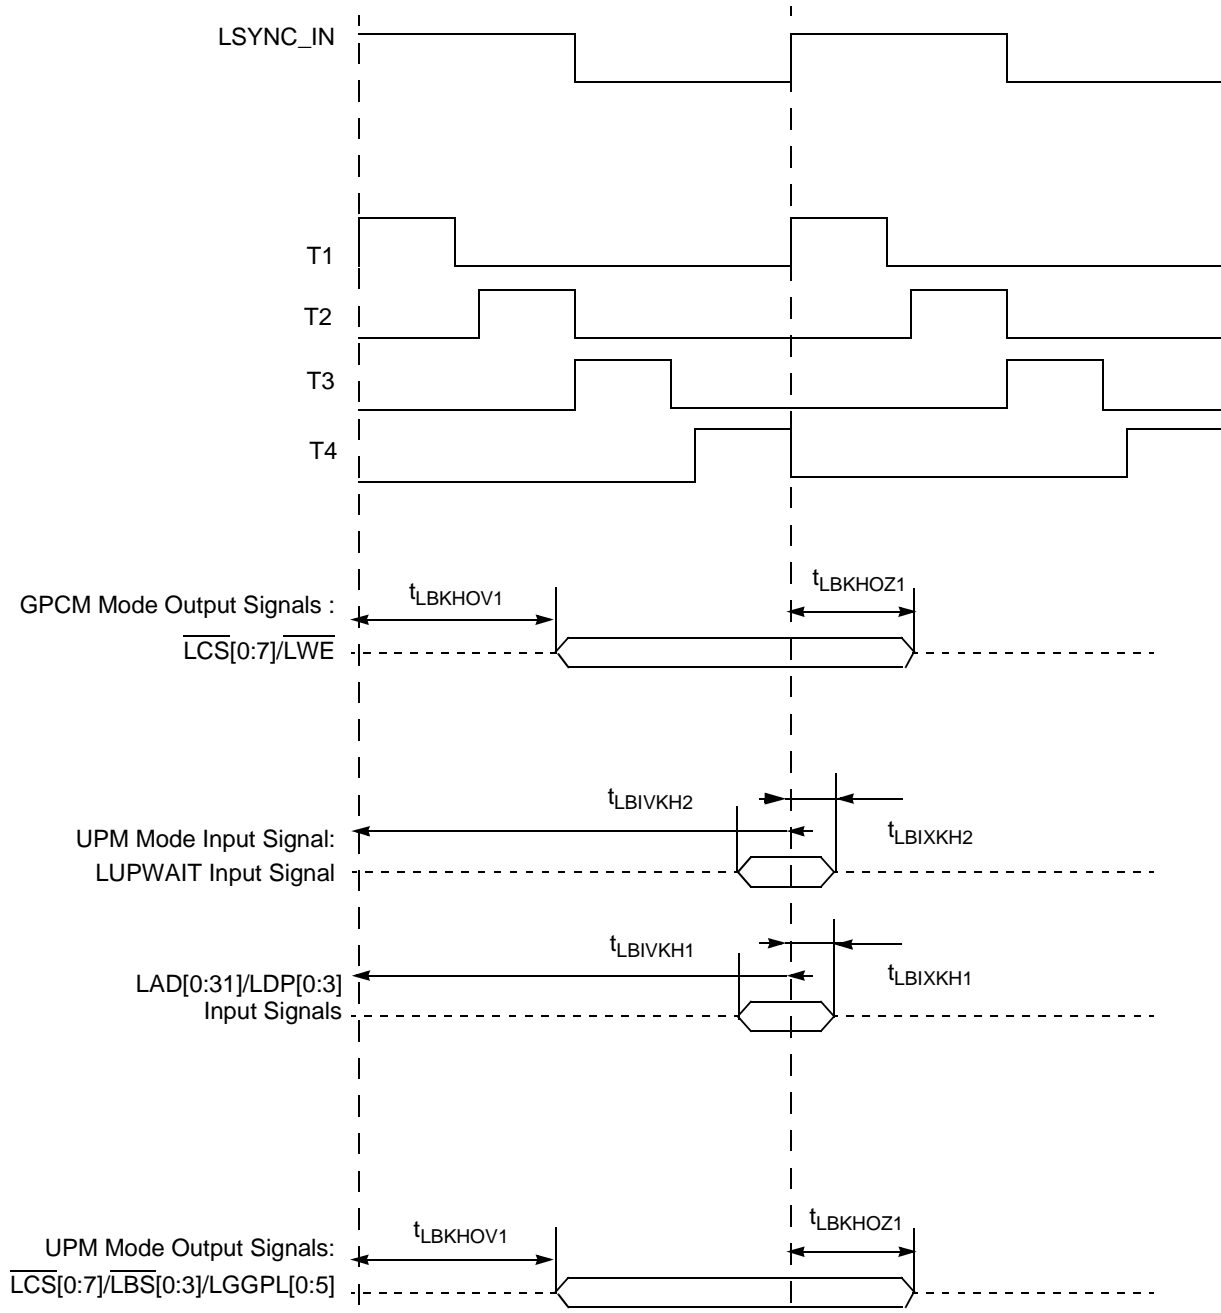 LSYNC_IN
T1
T2
T3
T4
tLBKHOV1
tLBKHOZ1
GPCM Mode Output Signals :
LCS[0:7]/LWE
tLBIVKH2
tLBIXKH2
UPM Mode Input Signal:
LUPWAIT Input Signal
tLBIVKH1
tLBIXKH1
LAD[0:31]/LDP[0:3]
Input Signals
tLBKHOV1
tLBKHOZ1
UPM Mode Output Signals:
LCS[0:7]/LBS[0:3]/LGGPL[0:5]